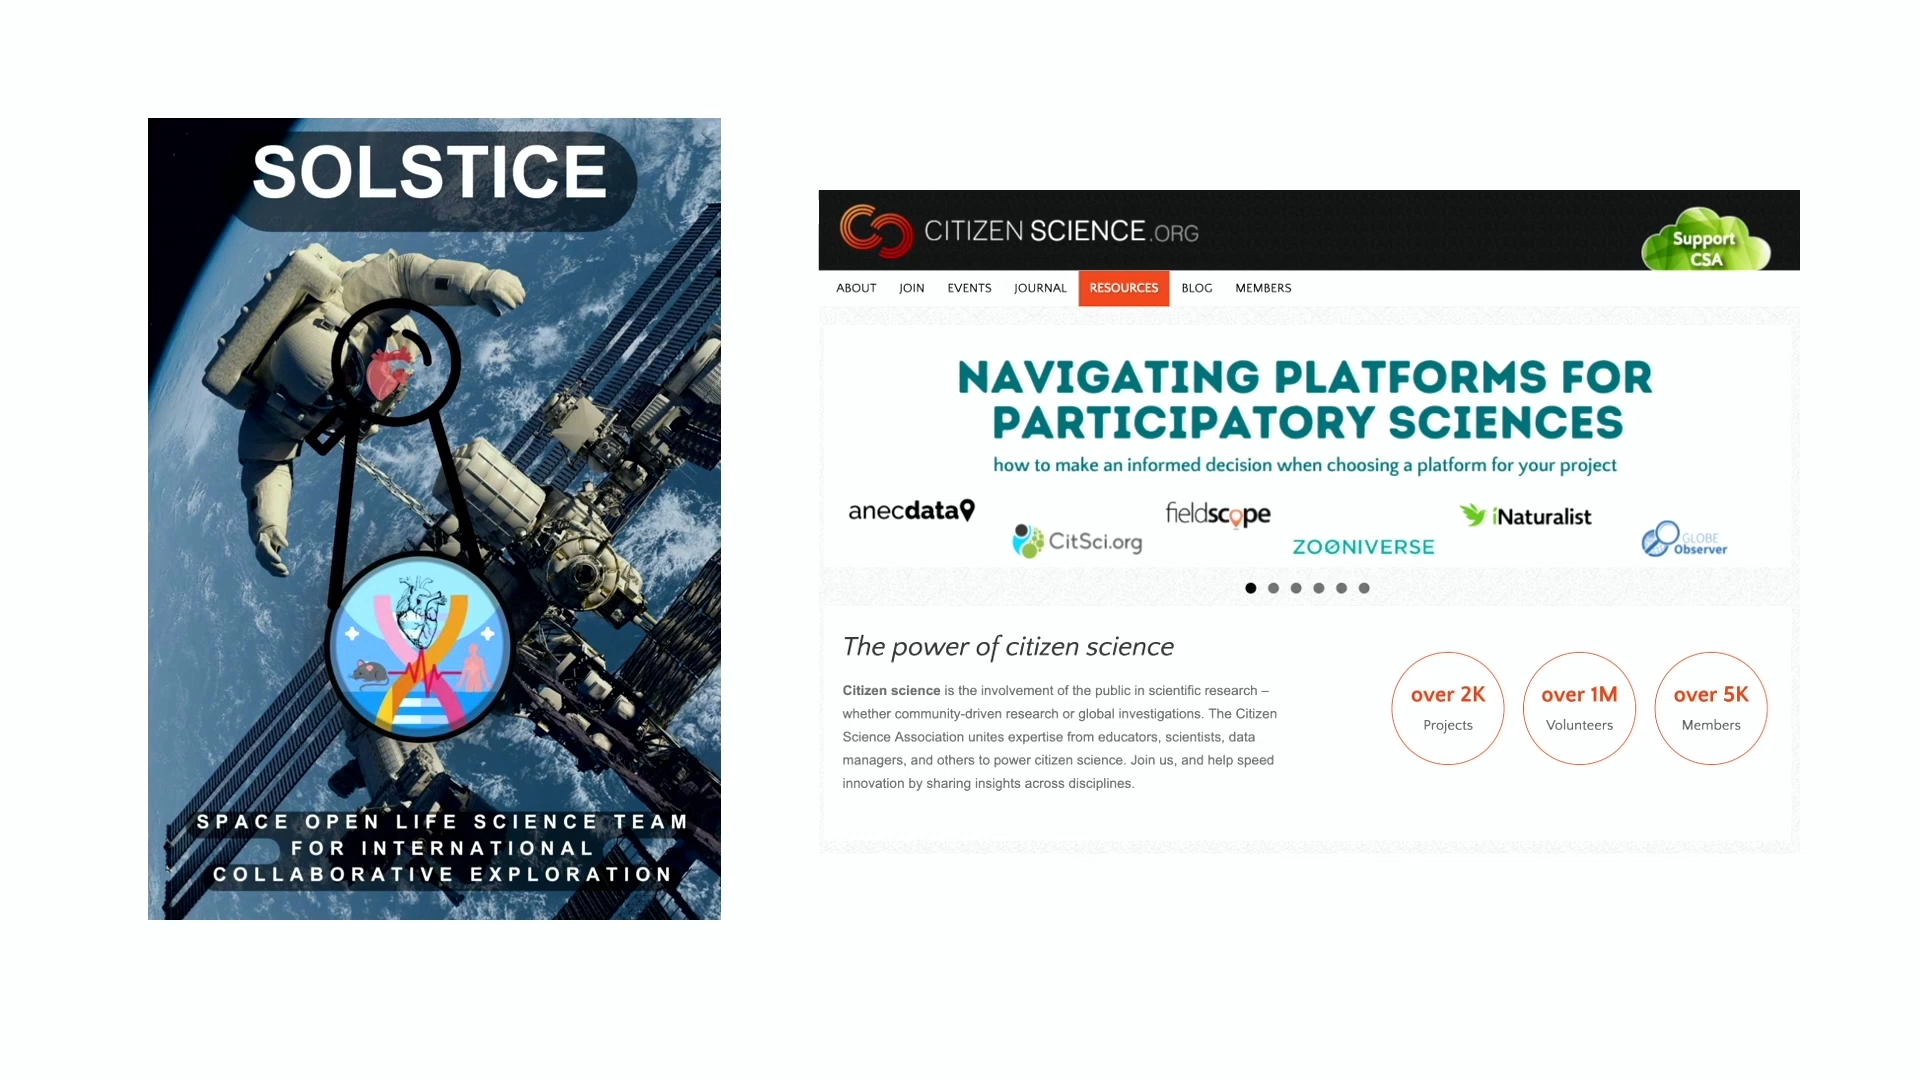 SOLSTICE
SPACE OPEN LIFE SCIENCE TEAM
FOR INTERNATIONAL
COLLABORATIVE EXPLORATION
CITIZEN SCIENCE.ORG
Support
CSA
ABOUT JOIN EVENTS JOURNAL RESOURCES BLOG MEMBERS
NAVIGATING PLATFORMS FOR
PARTICIPATORY SCIENCES
how to make an informed decision when choosing a platform for your project
anecdata
CitSci.org
fieldscope
ZOONIVERSE
iNaturalist
GLOBE
Observer
The power of citizen science
Citizen science is the involvement of the public in scientific research –
whether community-driven research or global investigations. The Citizen
Science Association unites expertise from educators, scientists, data
managers, and others to power citizen science. Join us, and help speed
innovation by sharing insights across disciplines.
over 2K
Projects
over 1M
Volunteers
over 5K
Members